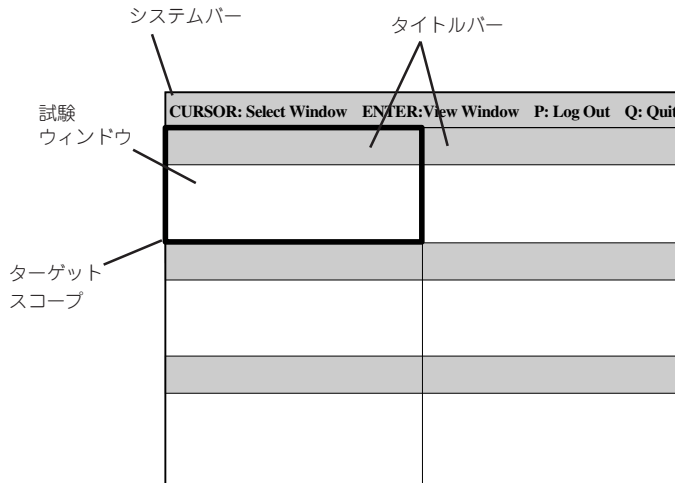 システムバー
タイトルバー
試験
ウィンドウ
CURSOR: Select Window ENTER:View Window P: Log Out Q: Quit
ターゲット
スコープ